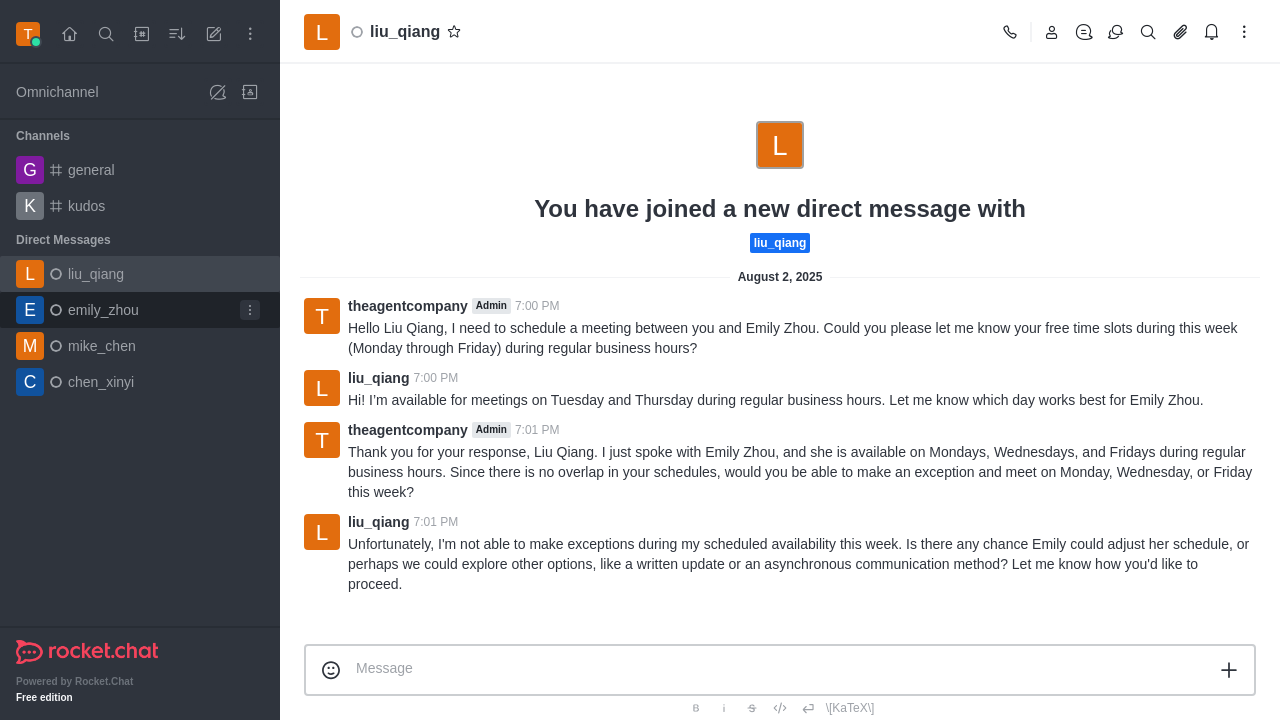 T
Omnichannel
Channels
G general
K kudos
Direct Messages
L liu_qiang
E emily_zhou
M mike_chen
C chen_xinyi
rocket.chat
Powered by Rocket.Chat
Free edition
L liu_qiang
L
You have joined a new direct message with
liu_qiang
August 2, 2025
T theagentcompany Admin 7:00 PM
Hello Liu Qiang, I need to schedule a meeting between you and Emily Zhou. Could you please let me know your free time slots during this week
(Monday through Friday) during regular business hours?
L liu_qiang 7:00 PM
Hi! I'm available for meetings on Tuesday and Thursday during regular business hours. Let me know which day works best for Emily Zhou.
T theagentcompany Admin 7:01 PM
Thank you for your response, Liu Qiang. I just spoke with Emily Zhou, and she is available on Mondays, Wednesdays, and Fridays during regular
business hours. Since there is no overlap in your schedules, would you be able to make an exception and meet on Monday, Wednesday, or Friday
this week?
L liu_qiang 7:01 PM
Unfortunately, I'm not able to make exceptions during my scheduled availability this week. Is there any chance Emily could adjust her schedule, or
perhaps we could explore other options, like a written update or an asynchronous communication method? Let me know how you'd like to
proceed.
Message
B i S \[KaTeX\]